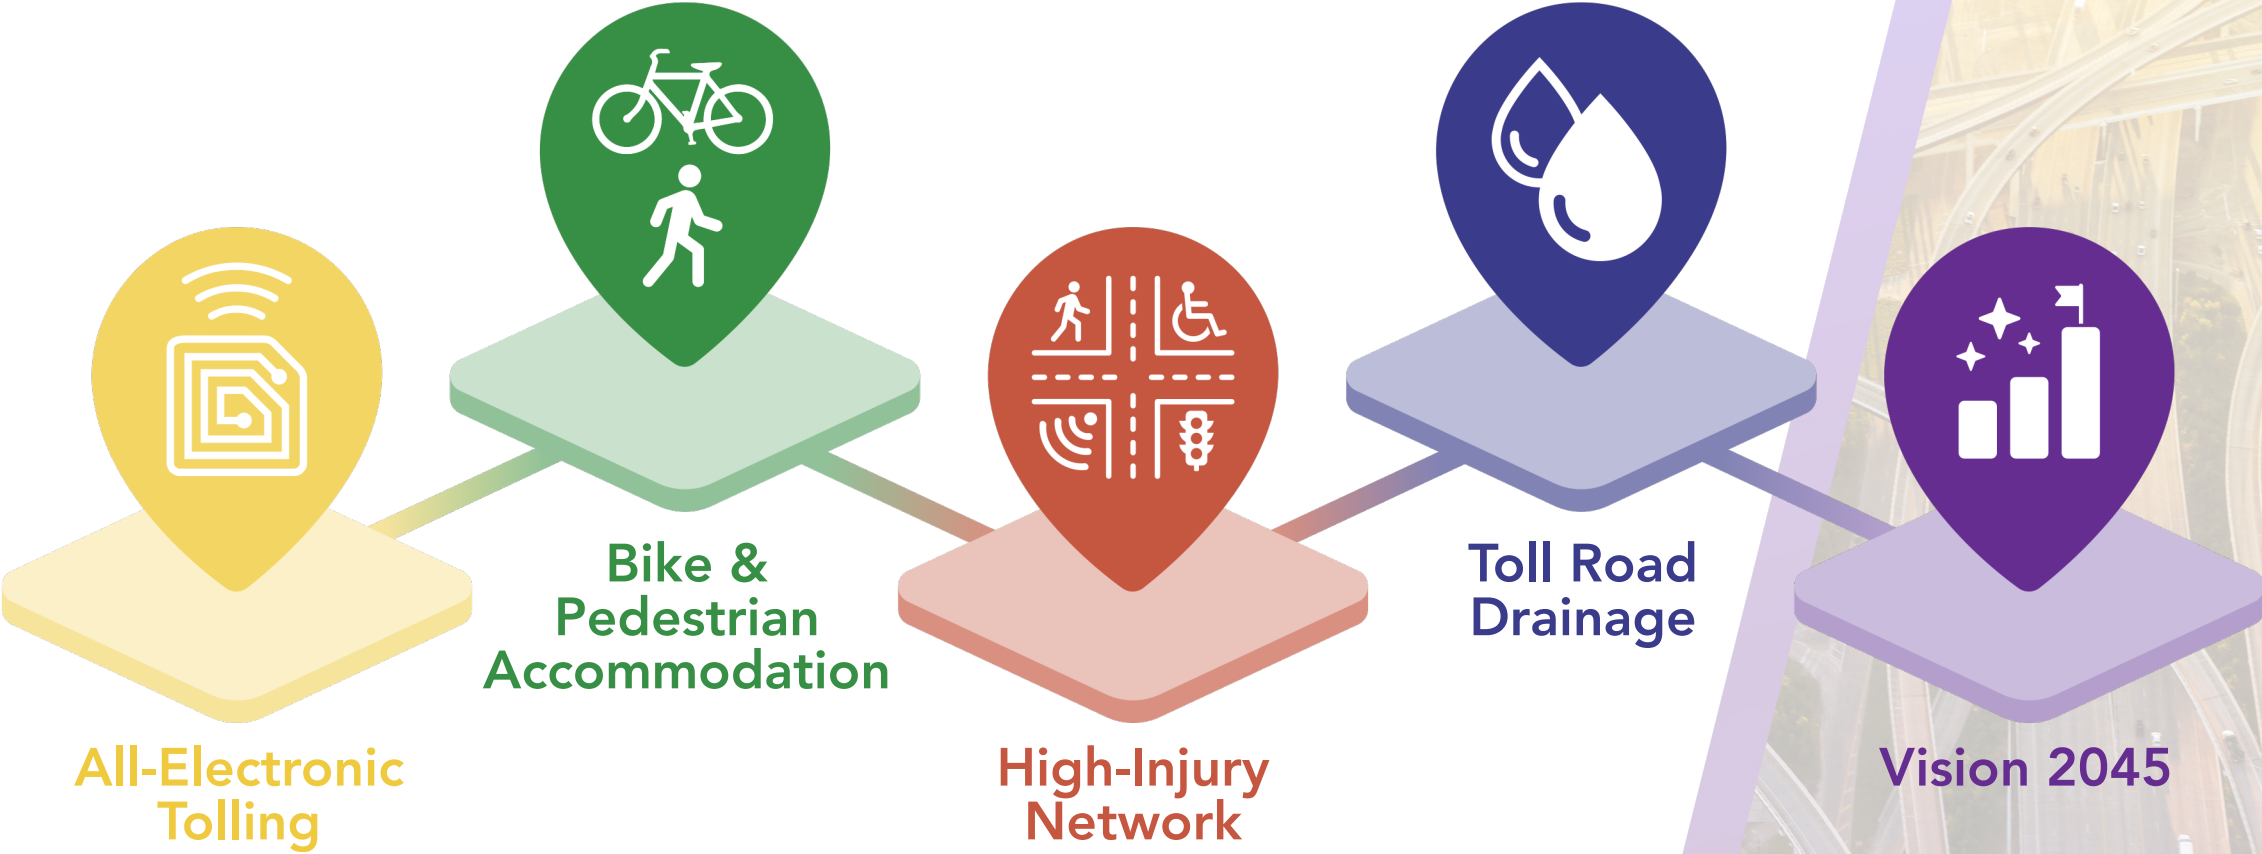 All-Electronic
Tolling
Bike &
Pedestrian
Accommodation
High-Injury
Network
Toll Road
Drainage
Vision 2045